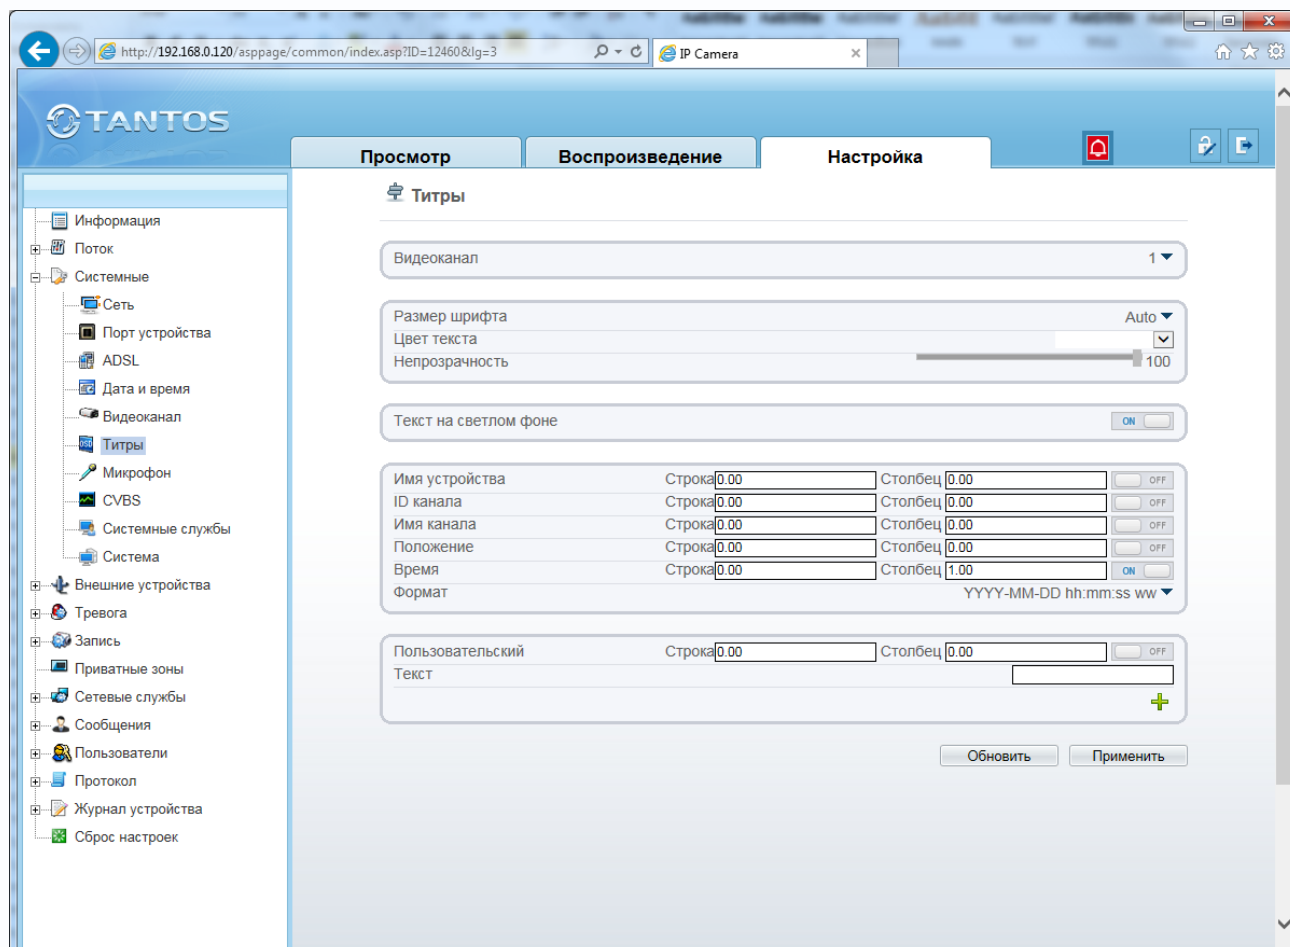 http://192.168.0.120/asppage/common/index.asp?ID=12460&lg=3
IP Camera
TANTOS
Просмотр
Воспроизведение
Настройка
Информация
Поток
Системные
Сеть
Порт устройства
ADSL
Дата и время
Видеоканал
OSD Титры
Микрофон
CVBS
Системные службы
Система
Внешние устройства
Тревога
Запись
Приватные зоны
Сетевые службы
Сообщения
Пользователи
Протокол
Журнал устройства
Сброс настроек
Титры
Видеоканал 1
Размер шрифта Auto
Цвет текста
Непрозрачность 100
Текст на светлом фоне ON
Имя устройства Строка 0.00 Столбец 0.00 OFF
ID канала Строка 0.00 Столбец 0.00 OFF
Имя канала Строка 0.00 Столбец 0.00 OFF
Положение Строка 0.00 Столбец 0.00 OFF
Время Строка 0.00 Столбец 1.00 ON
Формат YYYY-MM-DD hh:mm:ss ww
Пользовательский Строка 0.00 Столбец 0.00 OFF
Текст
Обновить Применить